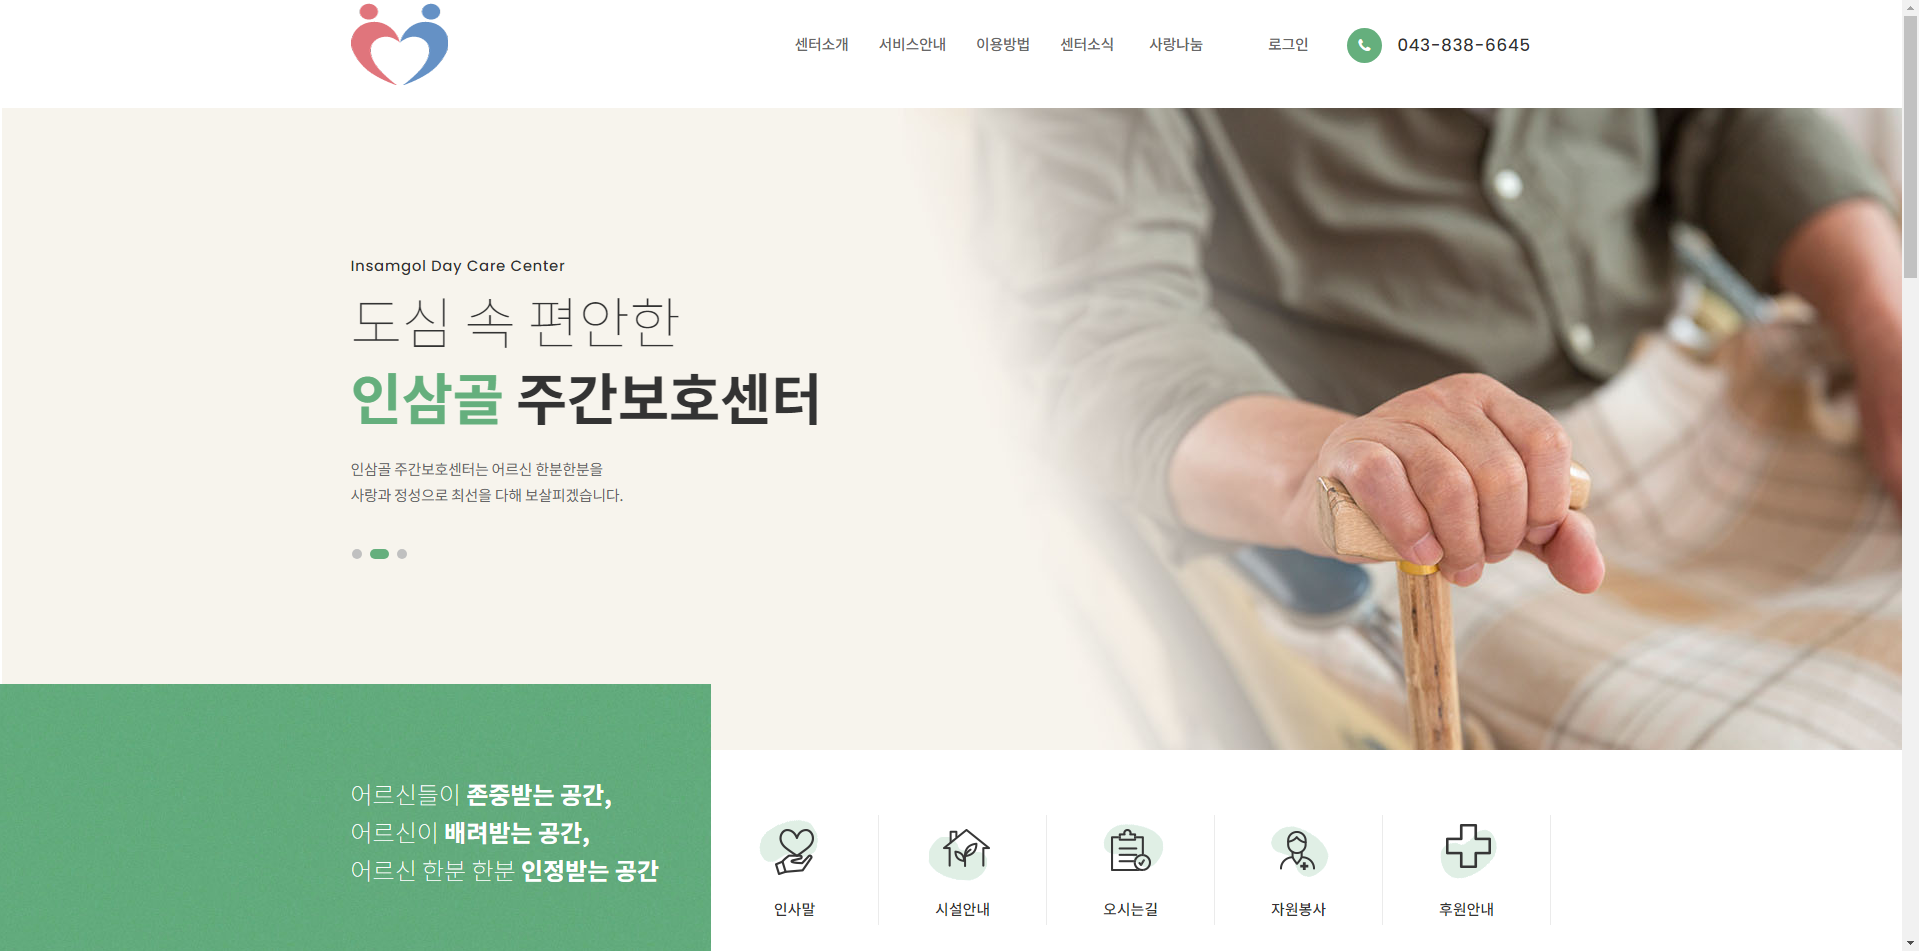 센터소개 서비스안내 이용방법 센터소식 사랑나눔 로그인 043-838-6645
Insamgol Day Care Center
도심 속 편안한
인삼골 주간보호센터
인삼골 주간보호센터는 어르신 한분한분을
사랑과 정성으로 최선을 다해 보살피겠습니다.
어르신들이 존중받는 공간,
어르신이 배려받는 공간,
어르신 한분 한분 인정받는 공간
인사말 시설안내 오시는길 자원봉사 후원안내